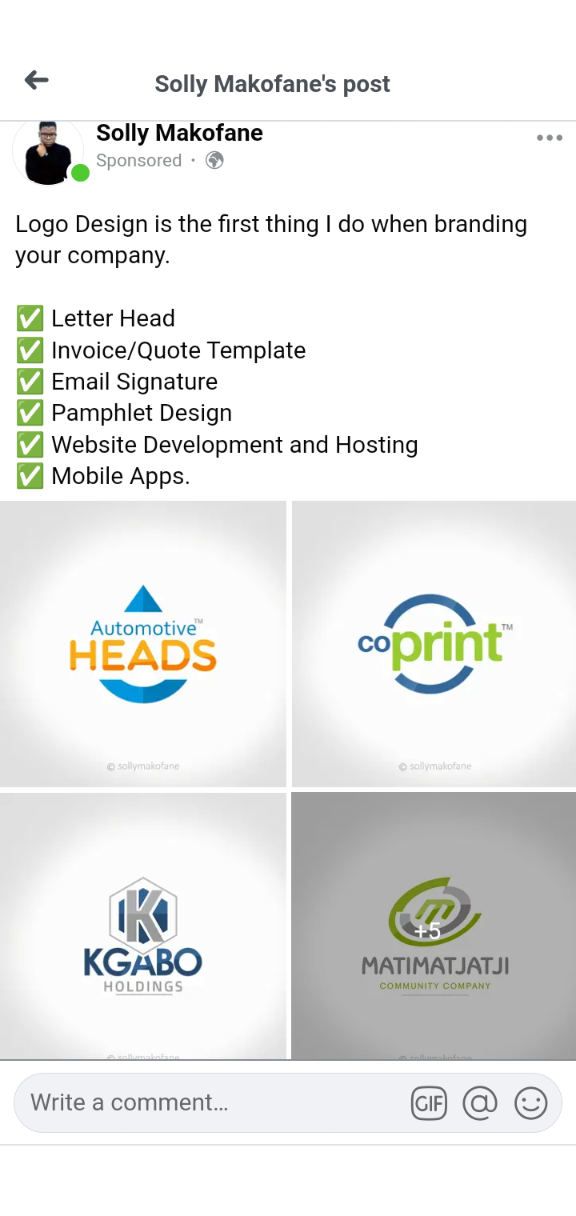 Solly Makofane's post
Solly Makofane
Sponsored ·
Logo Design is the first thing I do when branding
your company.
✅ Letter Head
✅ Invoice/Quote Template
✅ Email Signature
✅ Pamphlet Design
✅ Website Development and Hosting
✅ Mobile Apps.
Automotive™
HEADS
© sollymakofane
coprint™
© sollymakofane
K
KGABO
HOLDINGS
© sollymakofane
m
+5
MATIMATJATJI
COMMUNITY COMPANY
© sollymakofane
Write a comment...
GIF @